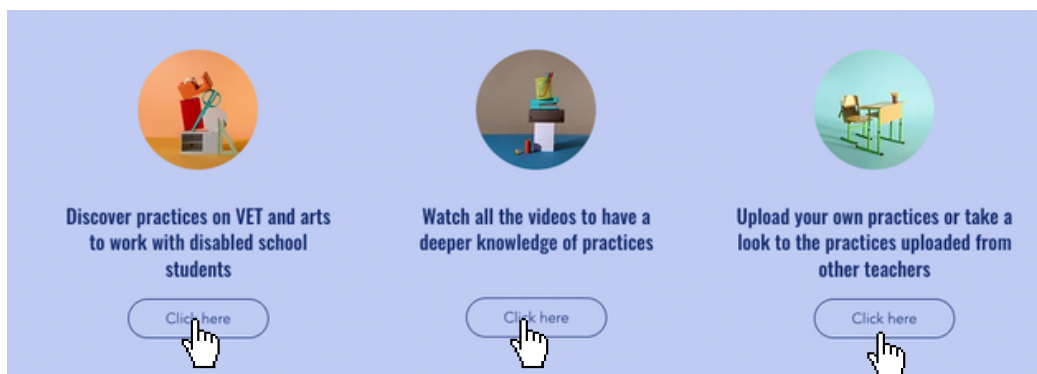 Discover practices on VET and arts
to work with disabled school
students
Click here
Watch all the videos to have a
deeper knowledge of practices
Click here
Upload your own practices or take a
look to the practices uploaded from
other teachers
Click here